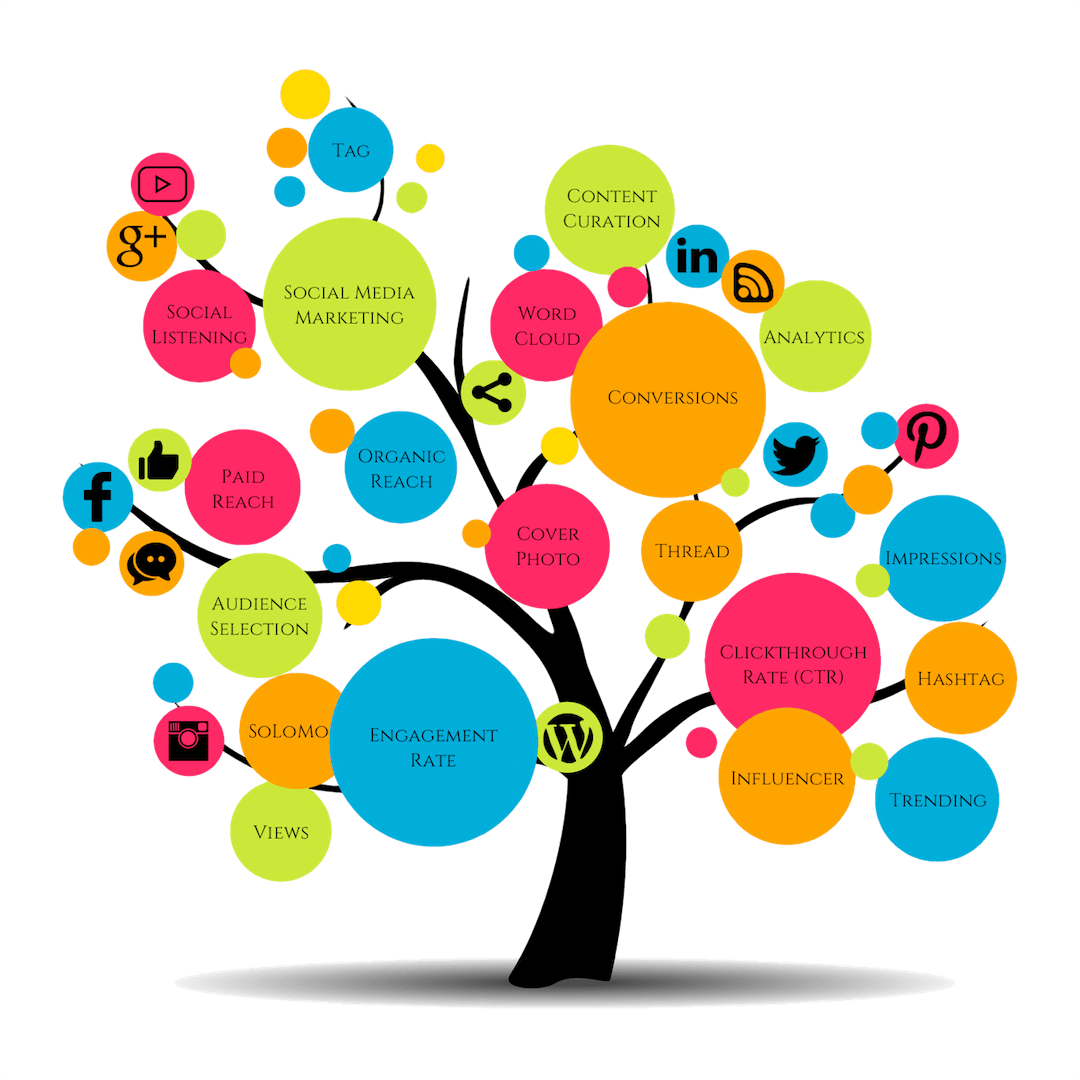 Tag
Content
Curation
g+
in
Social Media
Marketing
Social
Listening
Word
Cloud
Analytics
Conversions
Organic
Reach
Paid
Reach
f
Cover
Photo
Thread
Impressions
Audience
Selection
Clickthrough
Rate (CTR)
Hashtag
SoLoMo
Engagement
Rate
W
Influencer
Trending
Views